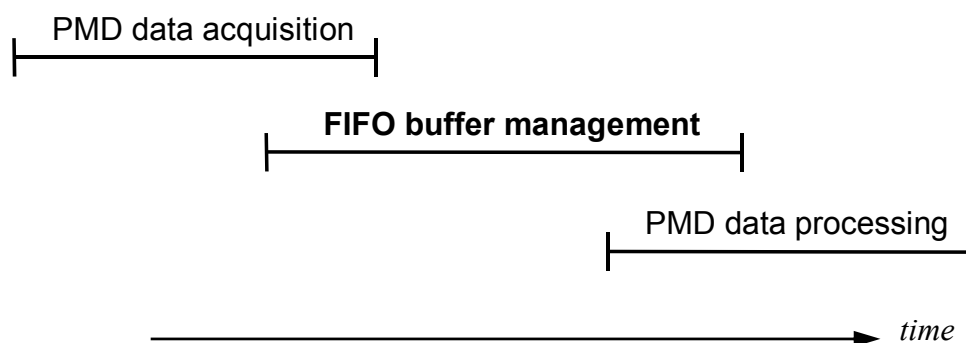 PMD data acquisition
FIFO buffer management
PMD data processing
time